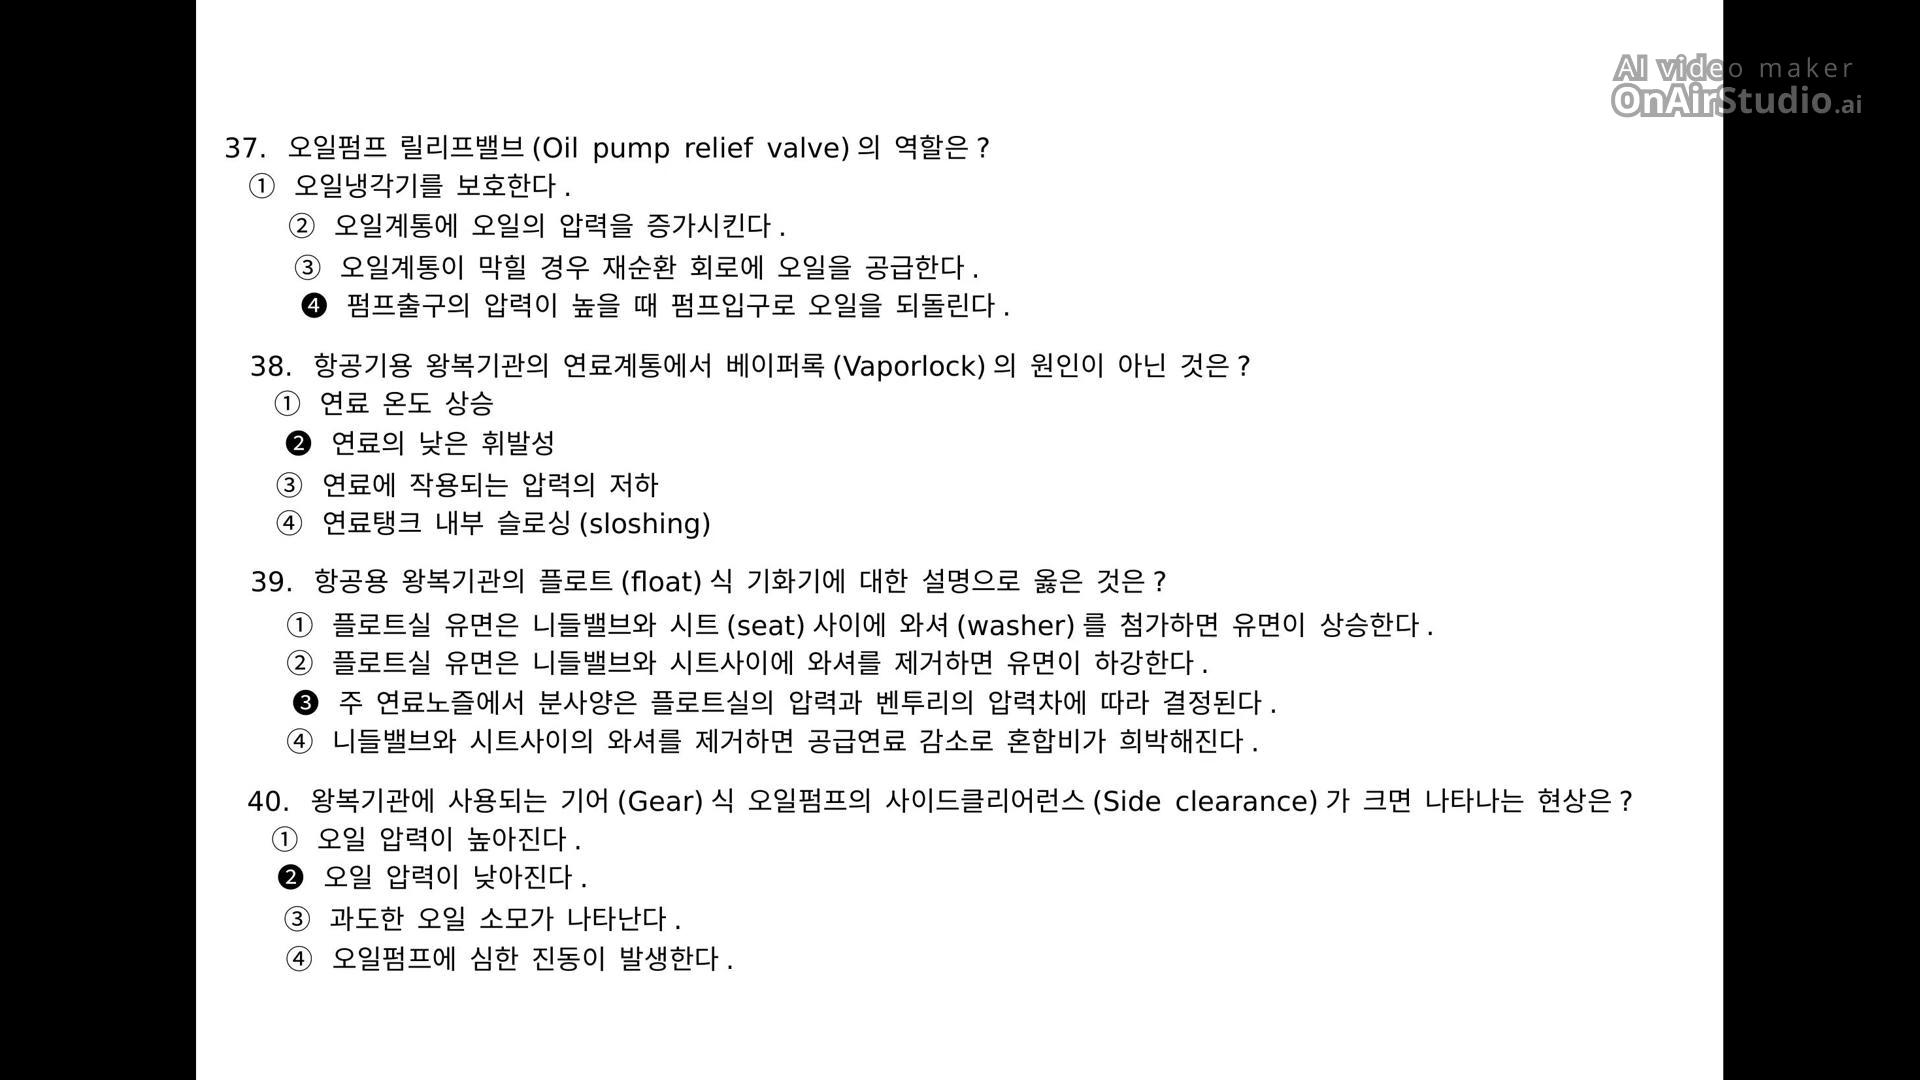 AI video maker
OnAirStudio.ai
37. 오일펌프 릴리프밸브(Oil pump relief valve)의 역할은?
① 오일냉각기를 보호한다.
② 오일계통에 오일의 압력을 증가시킨다.
③ 오일계통이 막힐 경우 재순환 회로에 오일을 공급한다.
❹ 펌프출구의 압력이 높을 때 펌프입구로 오일을 되돌린다.
38. 항공기용 왕복기관의 연료계통에서 베이퍼록(Vaporlock)의 원인이 아닌 것은?
① 연료 온도 상승
❷ 연료의 낮은 휘발성
③ 연료에 작용되는 압력의 저하
④ 연료탱크 내부 슬로싱(sloshing)
39. 항공용 왕복기관의 플로트(float)식 기화기에 대한 설명으로 옳은 것은?
① 플로트실 유면은 니들밸브와 시트(seat)사이에 와셔(washer)를 첨가하면 유면이 상승한다.
② 플로트실 유면은 니들밸브와 시트사이에 와셔를 제거하면 유면이 하강한다.
❸ 주 연료노즐에서 분사양은 플로트실의 압력과 벤투리의 압력차에 따라 결정된다.
④ 니들밸브와 시트사이의 와셔를 제거하면 공급연료 감소로 혼합비가 희박해진다.
40. 왕복기관에 사용되는 기어(Gear)식 오일펌프의 사이드클리어런스(Side clearance)가 크면 나타나는 현상은?
① 오일 압력이 높아진다.
❷ 오일 압력이 낮아진다.
③ 과도한 오일 소모가 나타난다.
④ 오일펌프에 심한 진동이 발생한다.